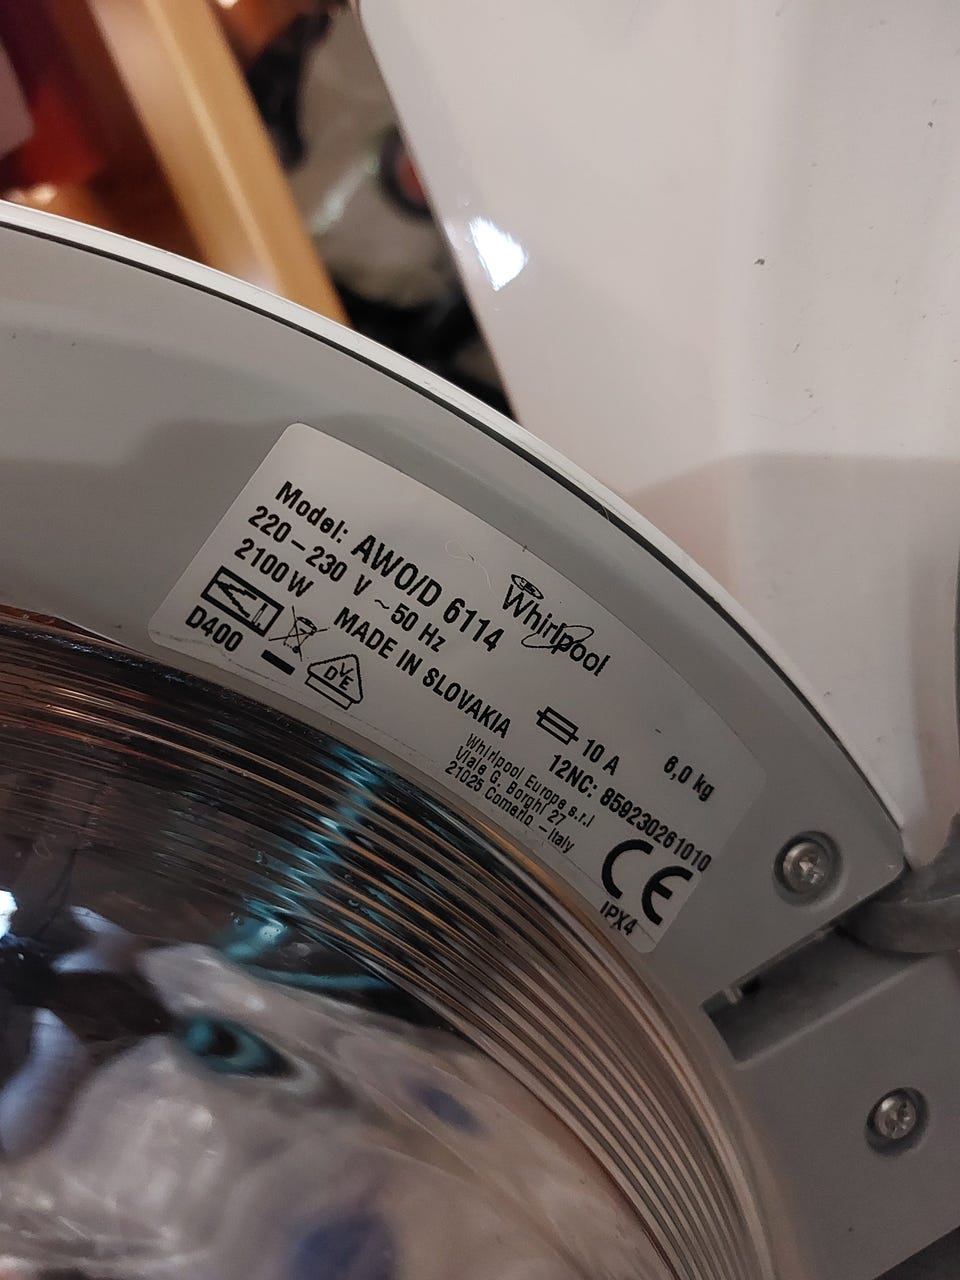 Whirlpool
Model: AWO/D 6114
220-230 V ~50 Hz
2100 W
MADE IN SLOVAKIA
10 A
6,0 kg
D400
DVE
12NC: 859230261010
Whirlpool Europe s.r.l
Viale G. Borghi 27
21025 Comerio - Italy
CE
IPX4